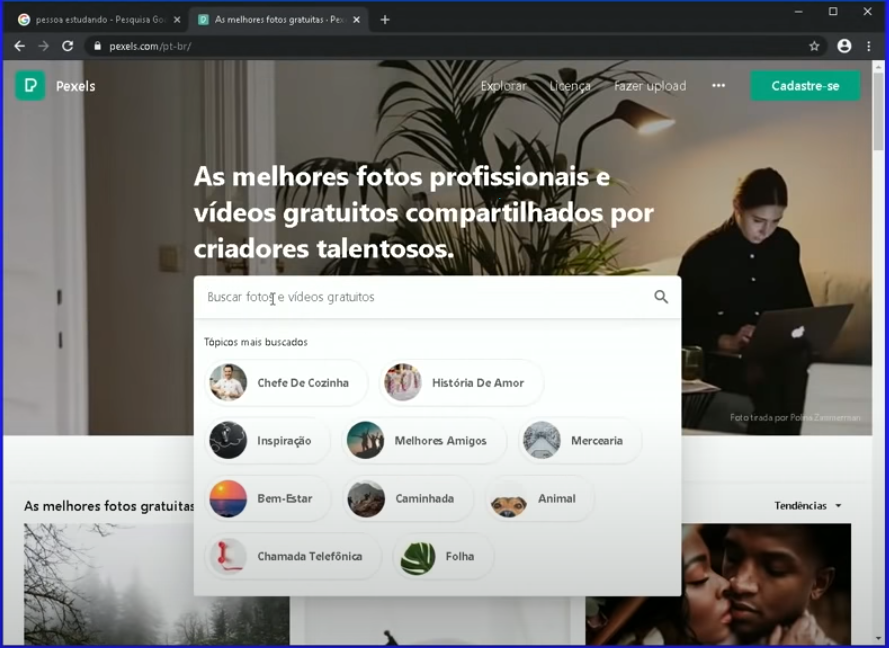 pessoa estudando - Pesquisa Go
As melhores fotos gratuitas · Pex
pexels.com/pt-br/
Pexels
Explorar
Licença
Fazer upload
Cadastre-se
As melhores fotos profissionais e
vídeos gratuitos compartilhados por
criadores talentosos.
Buscar fotos e vídeos gratuitos
Tópicos mais buscados
Chefe De Cozinha
História De Amor
Inspiração
Melhores Amigos
Mercearia
Bem-Estar
Caminhada
Animal
Chamada Telefônica
Folha
Foto tirada por Polina Zimmerman
As melhores fotos gratuitas
Tendências